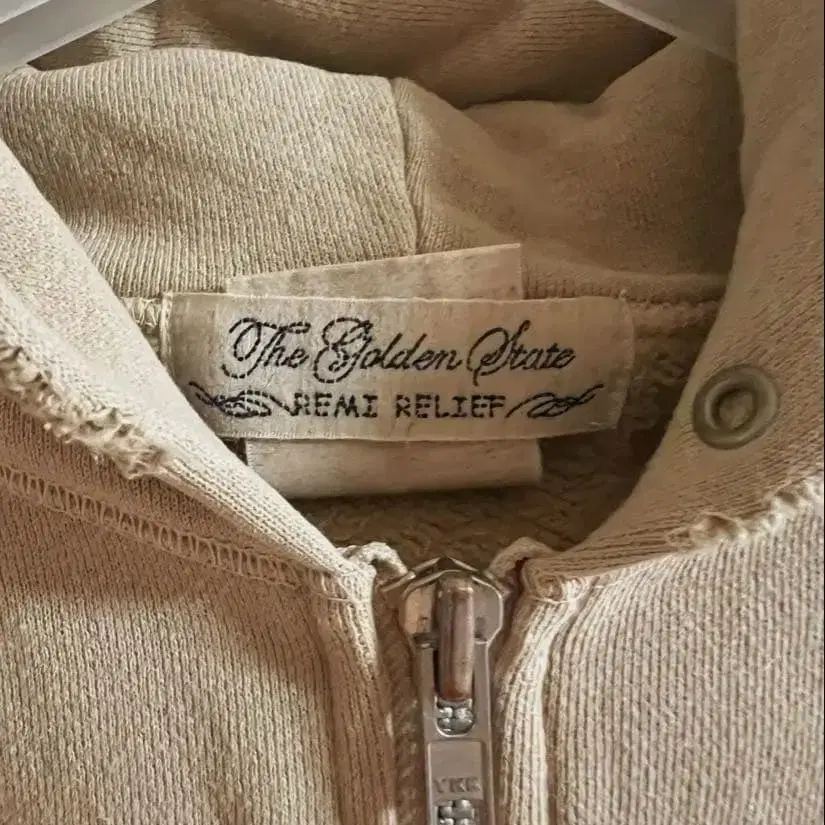 The Golden State
REMI RELIEF
YKK